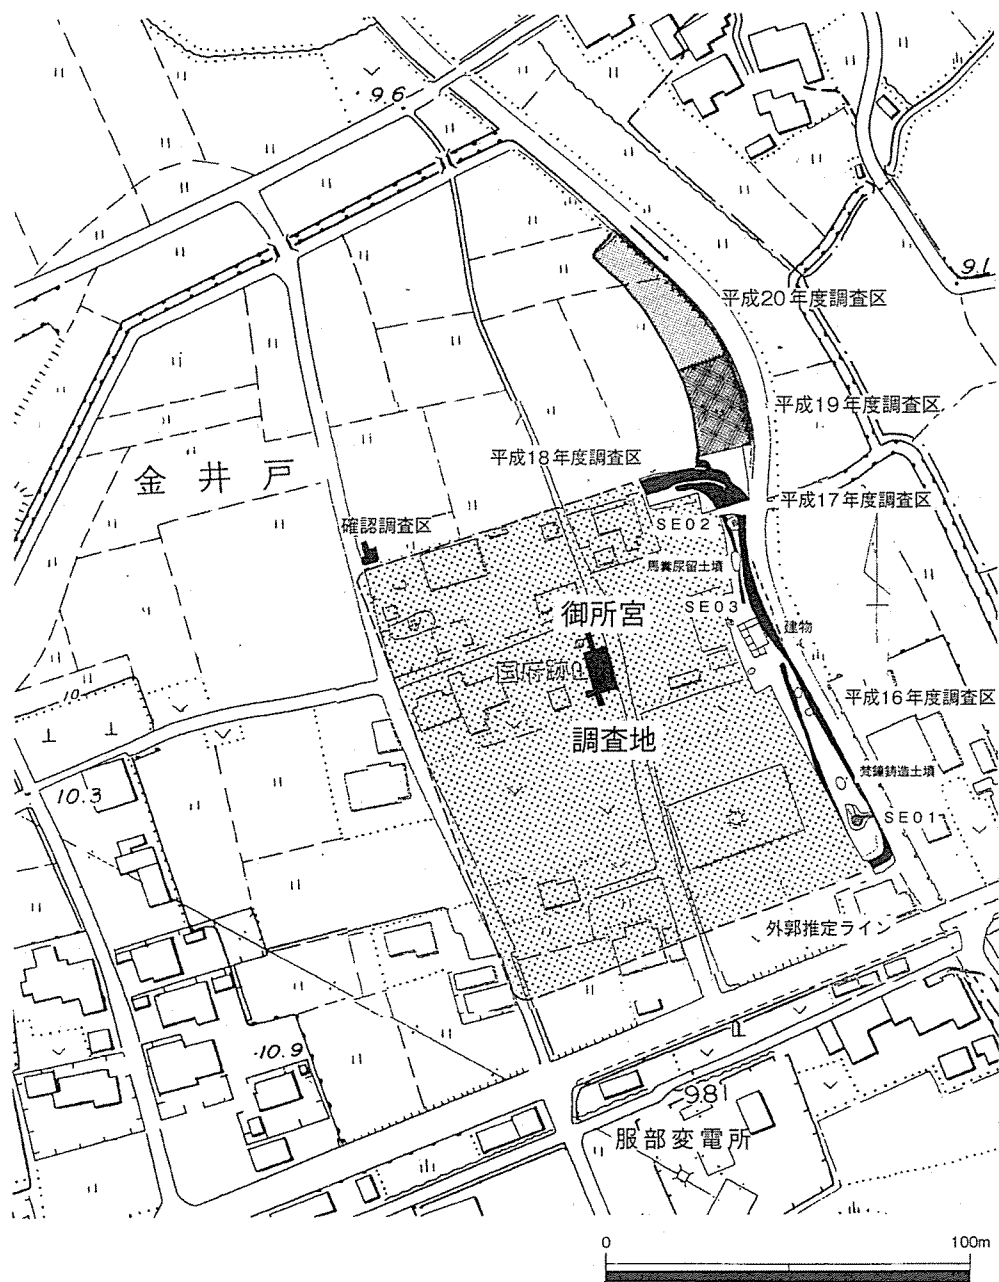 9.6
9.1
平成20年度調査区
平成19年度調査区
平成18年度調査区
金井戸
平成17年度調査区
確認調査区
SE02
馬糞尿留土壙
SE03
御所宮
建物
国府跡
平成16年度調査区
調査地
梵鐘鋳造土壙
10.3
SE01
外郭推定ライン
10.9
9.8
服部変電所
0
100m